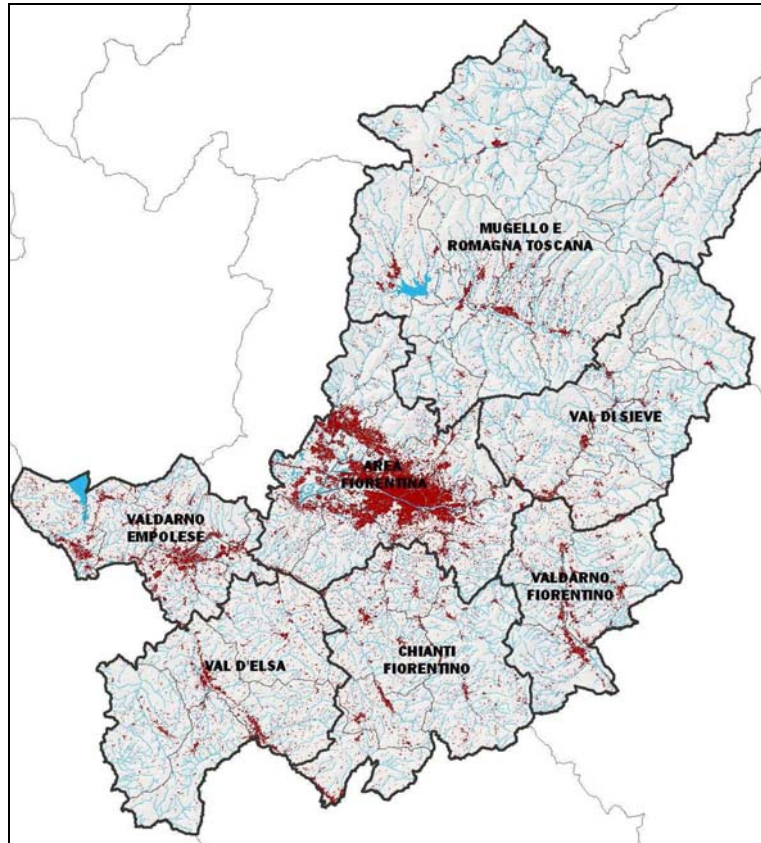 MUGELLO E
ROMAGNA TOSCANA
VAL DI SIEVE
AREA
FIORENTINA
VALDARNO
EMPOLESE
VALDARNO
FIORENTINO
CHIANTI
FIORENTINO
VAL D'ELSA